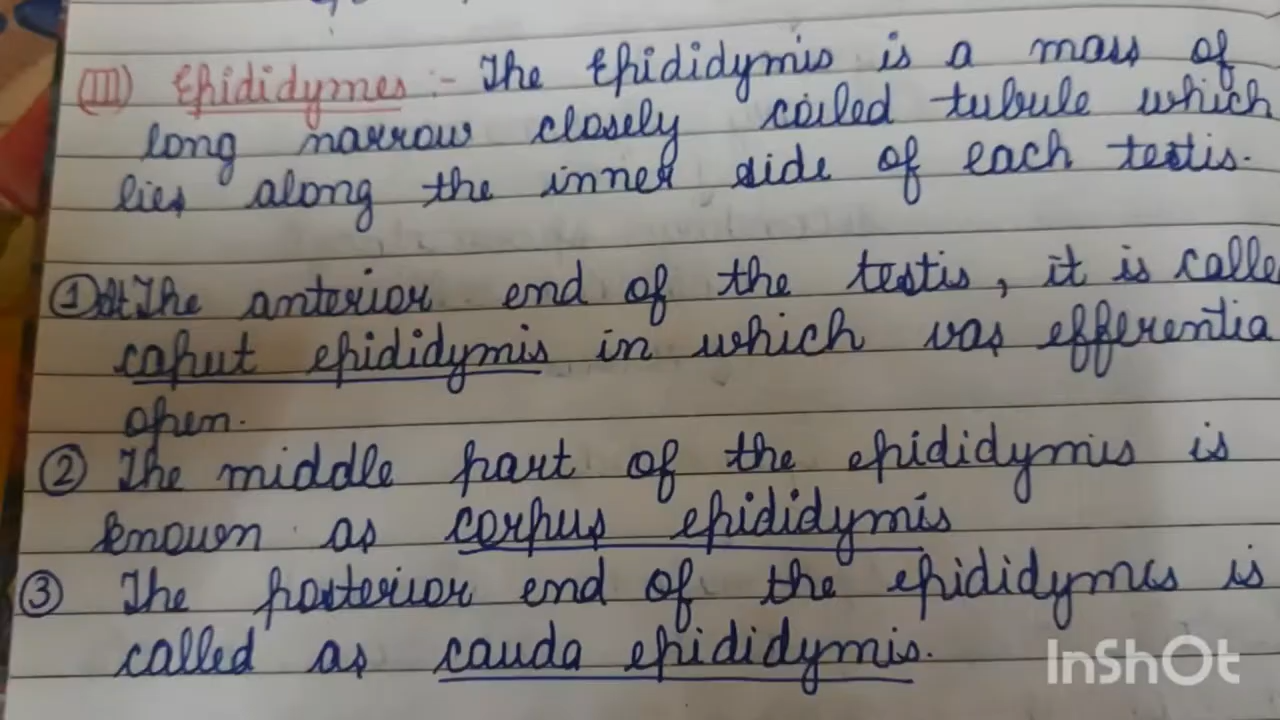 (III) Epididymes :- The Epididymis is a mass of
long narrow closely coiled tubule which
lies along the inner side of each testis.
① At The anterior end of the testis, it is calle
caput epididymis in which vas efferentia
open.
② The middle part of the epididymis is
known as corpus epididymis
③ The posterior end of the epididymis is
called as cauda epididymis.
InShOt